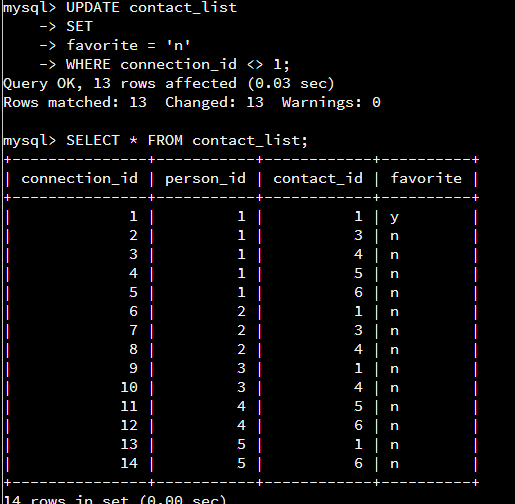 mysql> UPDATE contact_list
    -> SET
    -> favorite = 'n'
    -> WHERE connection_id <> 1;
Query OK, 13 rows affected (0.03 sec)
Rows matched: 13  Changed: 13  Warnings: 0

mysql> SELECT * FROM contact_list;
+---------------+-----------+------------+----------+
| connection_id | person_id | contact_id | favorite |
+---------------+-----------+------------+----------+
|             1 |         1 |          1 | y        |
|             2 |         1 |          3 | n        |
|             3 |         1 |          4 | n        |
|             4 |         1 |          5 | n        |
|             5 |         1 |          6 | n        |
|             6 |         2 |          1 | n        |
|             7 |         2 |          3 | n        |
|             8 |         2 |          4 | n        |
|             9 |         3 |          1 | n        |
|            10 |         3 |          4 | n        |
|            11 |         4 |          5 | n        |
|            12 |         4 |          6 | n        |
|            13 |         5 |          1 | n        |
|            14 |         5 |          6 | n        |
+---------------+-----------+------------+----------+
14 rows in set (0.00 sec)